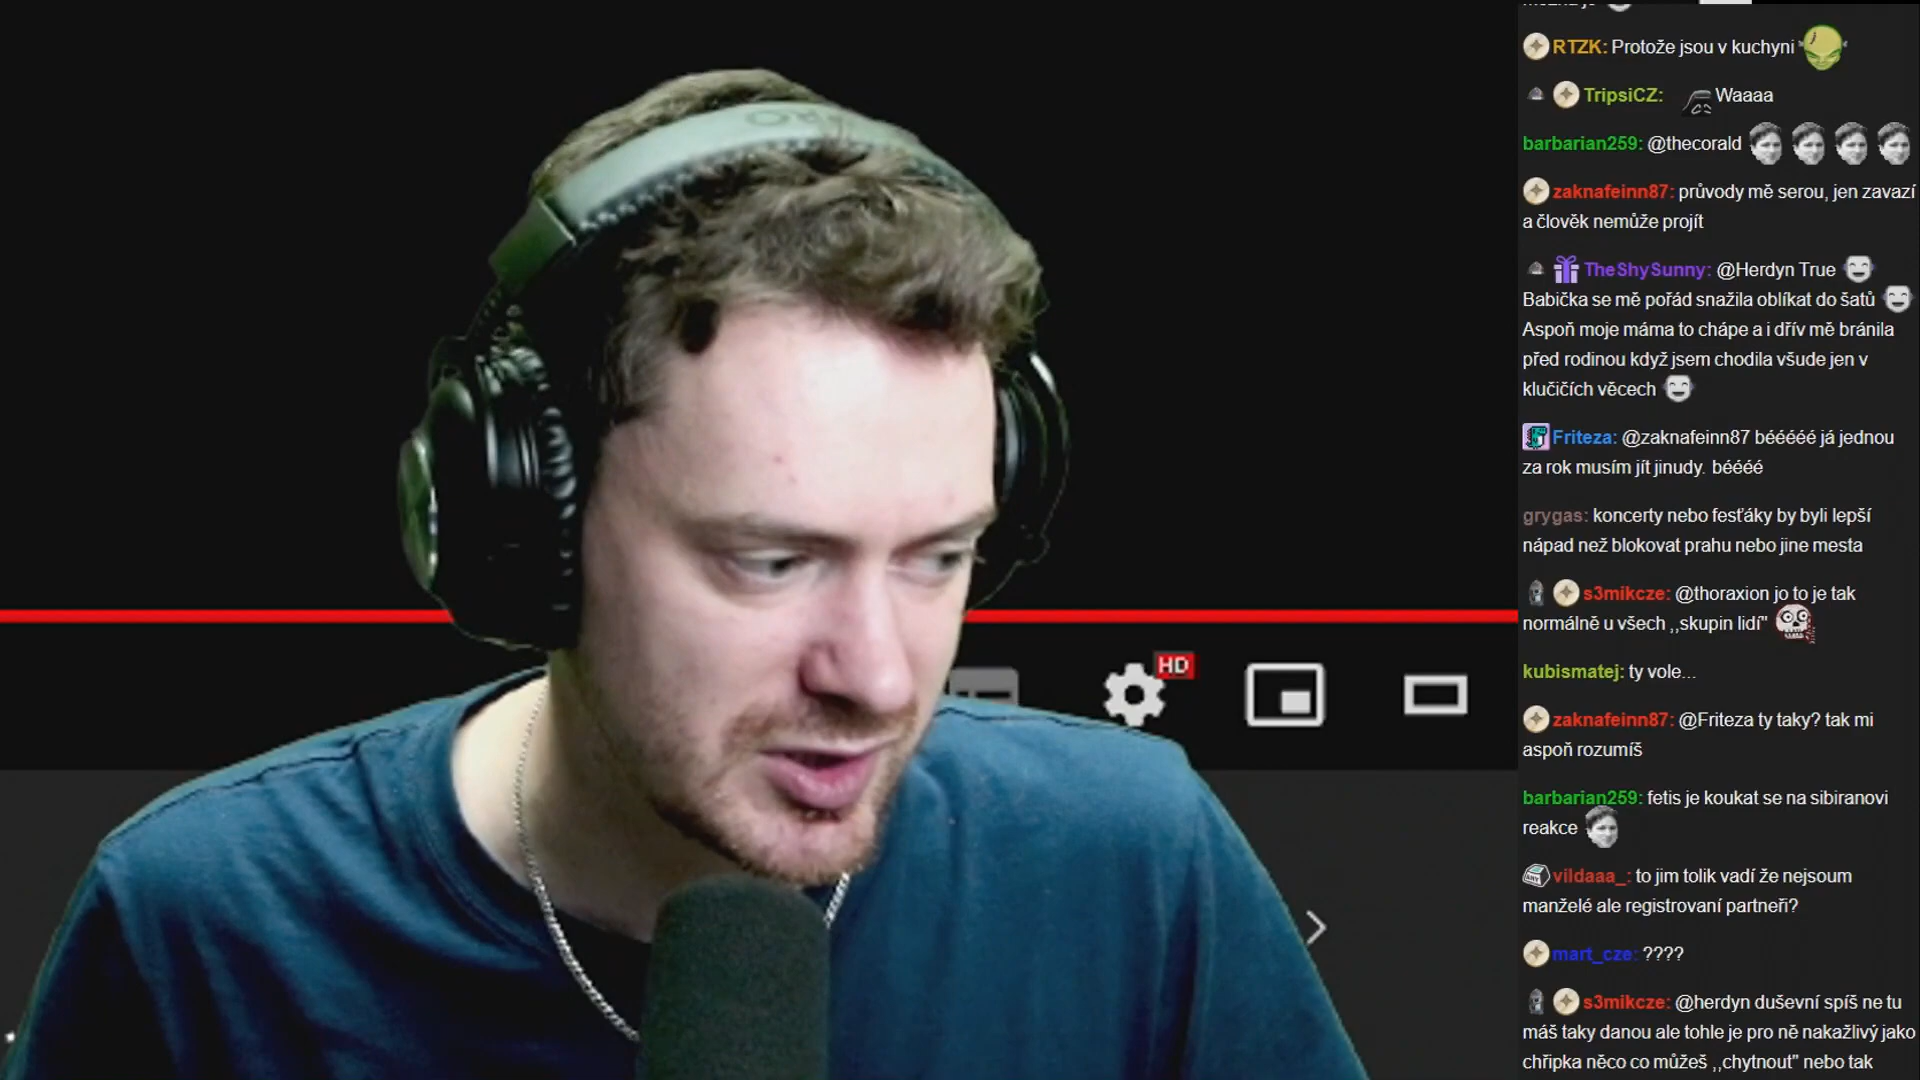 RTZK: Protože jsou v kuchyni
TripsiCZ: Waaaa
barbarian259: @thecorald
zaknafeinn87: průvody mě serou, jen zavazí
a člověk nemůže projít
TheShySunny: @Herdyn True
Babička se mě pořád snažila oblíkat do šatů
Aspoň moje máma to chápe a i dřív mě bránila
před rodinou když jsem chodila všude jen v
klučičích věcech
Friteza: @zaknafeinn87 bééééé já jednou
za rok musím jít jinudy. béééé
grygas: koncerty nebo fesťáky by byli lepší
nápad než blokovat prahu nebo jine mesta
s3mikcze: @thoraxion jo to je tak
normálně u všech ,,skupin lidí"
kubismatej: ty vole...
zaknafeinn87: @Friteza ty taky? tak mi
aspoň rozumíš
barbarian259: fetis je koukat se na sibiranovi
reakce
vildaaa_: to jim tolik vadí že nejsoum
manželé ale registrovaní partneři?
mart_cze: ????
s3mikcze: @herdyn duševní spíš ne tu
máš taky danou ale tohle je pro ně nakažlivý jako
chřipka něco co můžeš ,,chytnout" nebo tak
HD